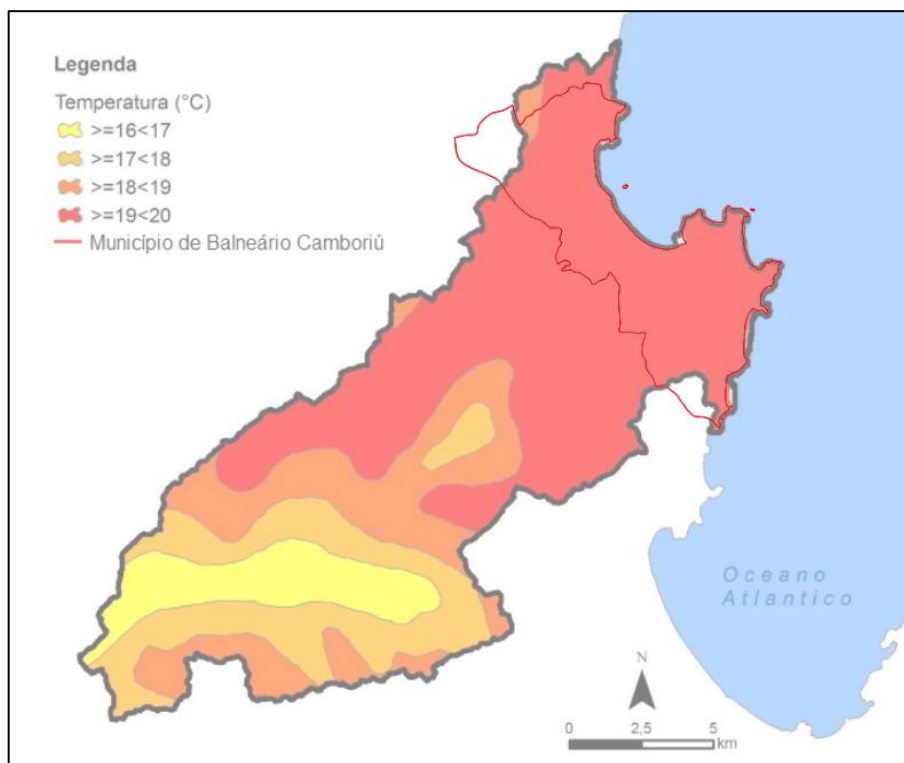 Legenda
Temperatura (°C)
>=16<17
>=17<18
>=18<19
>=19<20
Município de Balneário Camboriú
Oceano
Atlantico
N
0 2,5 5
km